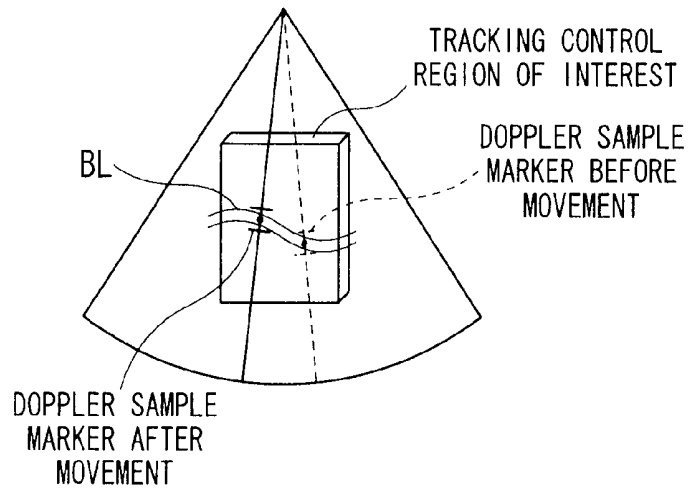 TRACKING CONTROL
REGION OF INTEREST
DOPPLER SAMPLE
MARKER BEFORE
MOVEMENT
BL
DOPPLER SAMPLE
MARKER AFTER
MOVEMENT